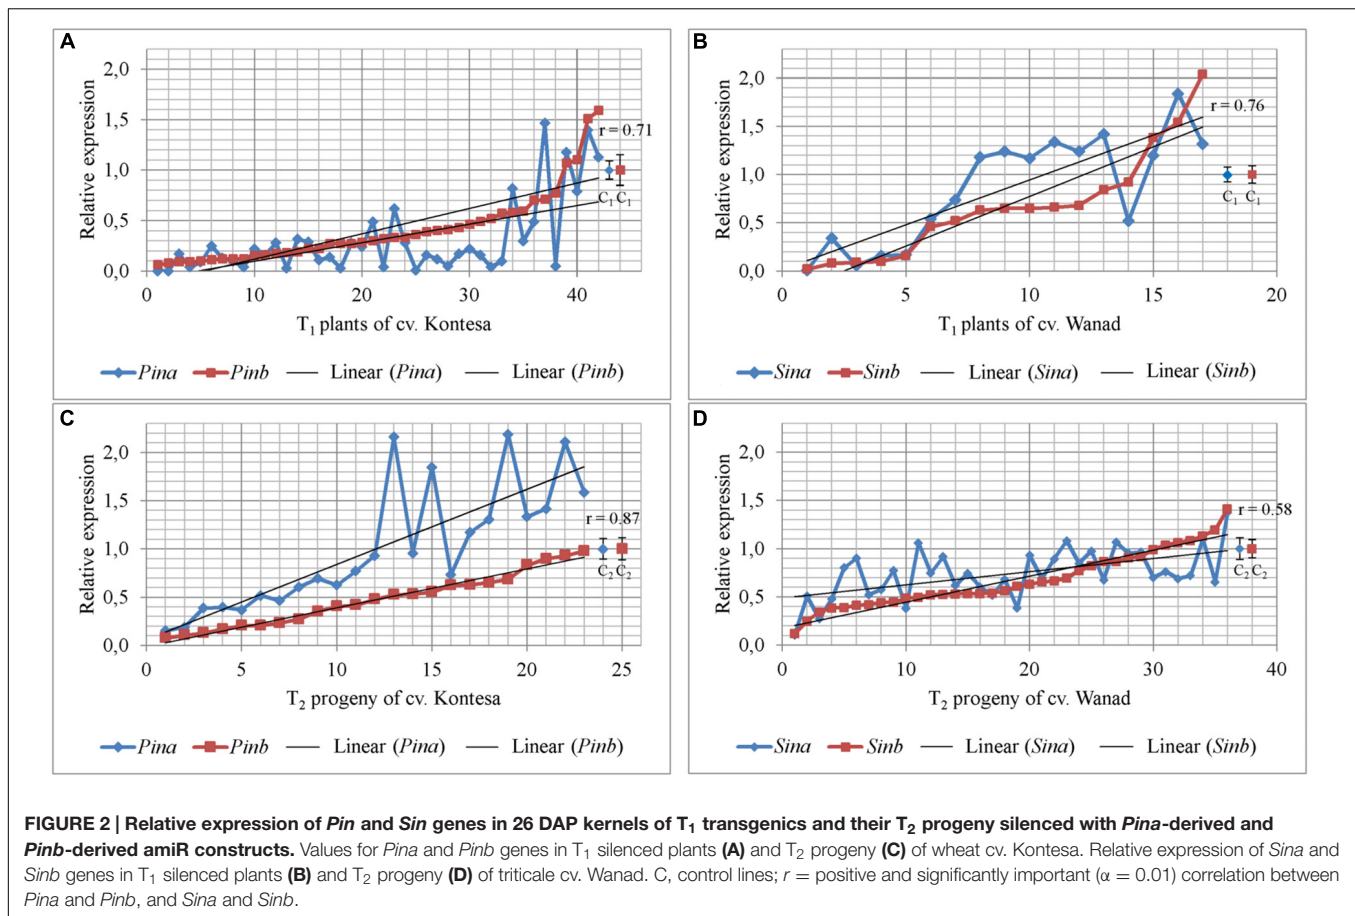 A
Relative expression
2,0
1,5
1,0
0,5
0,0
r = 0.71
C1 C1
0 10 20 30 40
T1 plants of cv. Kontesa
Pina Pinb Linear (Pina) Linear (Pinb)
B
Relative expression
2,0
1,5
1,0
0,5
0,0
r = 0.76
C1 C1
0 5 10 15 20
T1 plants of cv. Wanad
Sina Sinb Linear (Sina) Linear (Sinb)
C
Relative expression
2,0
1,5
1,0
0,5
0,0
r = 0.87
C2 C2
0 5 10 15 20 25
T2 progeny of cv. Kontesa
Pina Pinb Linear (Pina) Linear (Pinb)
D
Relative expression
2,0
1,5
1,0
0,5
0,0
r = 0.58
C2 C2
0 10 20 30 40
T2 progeny of cv. Wanad
Sina Sinb Linear (Sina) Linear (Sinb)
FIGURE 2 | Relative expression of Pin and Sin genes in 26 DAP kernels of T1 transgenics and their T2 progeny silenced with Pina-derived and
Pinb-derived amiR constructs. Values for Pina and Pinb genes in T1 silenced plants (A) and T2 progeny (C) of wheat cv. Kontesa. Relative expression of Sina and
Sinb genes in T1 silenced plants (B) and T2 progeny (D) of triticale cv. Wanad. C, control lines; r = positive and significantly important (α = 0.01) correlation between
Pina and Pinb, and Sina and Sinb.